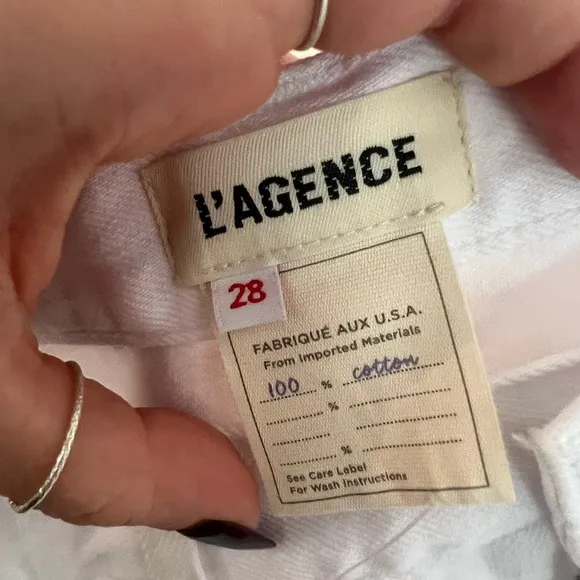 L'AGENCE
28
FABRIQUÉ AUX U.S.A.
From Imported Materials
100 % cotton
%
%
See Care Label
For Wash Instructions